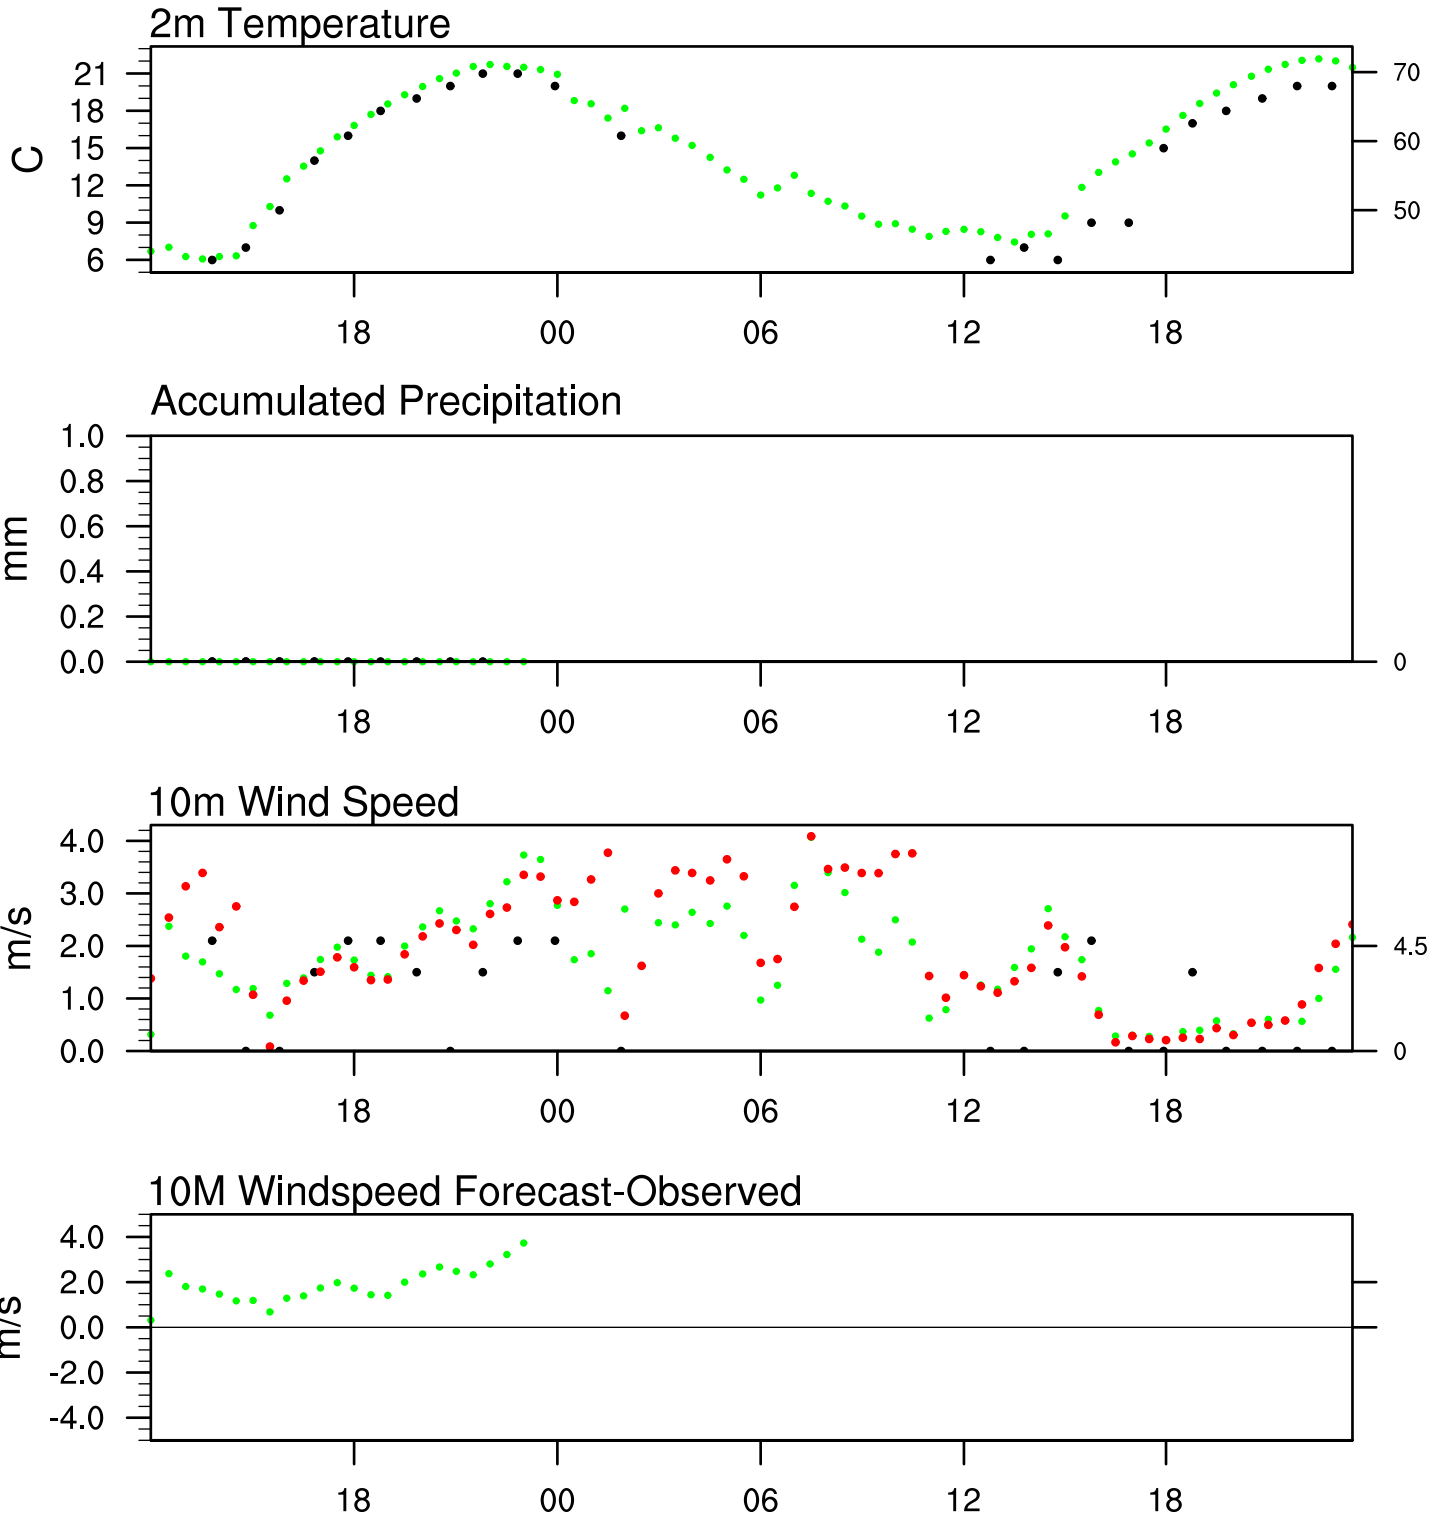 2m Temperature
21 70
18
15 60
12
9 50
6
C
18 00 06 12 18
Accumulated Precipitation
1.0
0.8
0.6
0.4
0.2
0.0 0
mm
18 00 06 12 18
10m Wind Speed
4.0
3.0
2.0 4.5
1.0
0.0 0
m/s
18 00 06 12 18
10M Windspeed Forecast-Observed
4.0
2.0
0.0
-2.0
-4.0
m/s
18 00 06 12 18